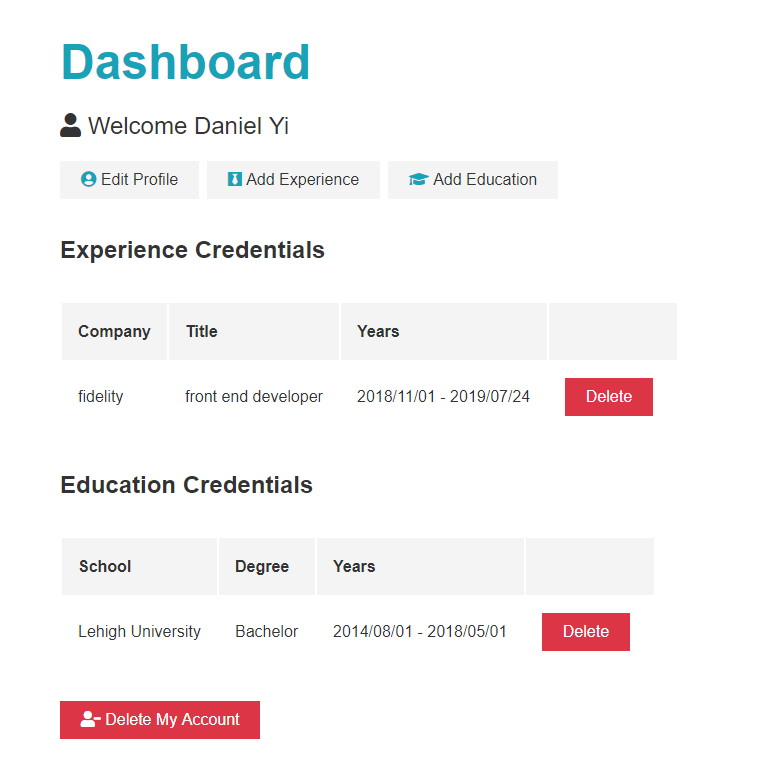 Dashboard
Welcome Daniel Yi
Edit Profile Add Experience Add Education
Experience Credentials
Company Title Years
fidelity front end developer 2018/11/01 - 2019/07/24 Delete
Education Credentials
School Degree Years
Lehigh University Bachelor 2014/08/01 - 2018/05/01 Delete
Delete My Account